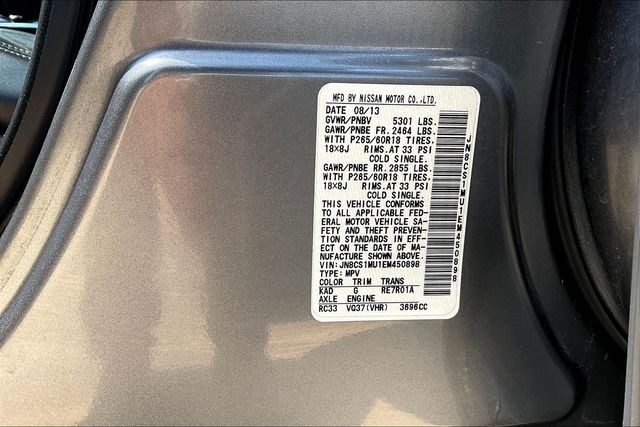 MFD BY NISSAN MOTOR CO.,LTD.
DATE 08/13
GVWR/PNBV 5301 LBS.
GAWR/PNBE FR. 2464 LBS.
WITH P265/60R18 TIRES,
18X8J RIMS.AT 33 PSI
COLD SINGLE.
GAWR/PNBE RR. 2855 LBS.
WITH P265/60R18 TIRES,
18X8J RIMS.AT 33 PSI
COLD SINGLE.
THIS VEHICLE CONFORMS
TO ALL APPLICABLE FED-
ERAL MOTOR VEHICLE SA-
FETY AND THEFT PREVEN-
TION STANDARDS IN EFF-
ECT ON THE DATE OF MA-
NUFACTURE SHOWN ABOVE.
VIN: JN8CS1MU1EM450898
TYPE: MPV
COLOR TRIM TRANS
KAD G RE7R01A
AXLE ENGINE
RC33 VQ37(VHR) 3696CC
JN8CS1MU1EM450898